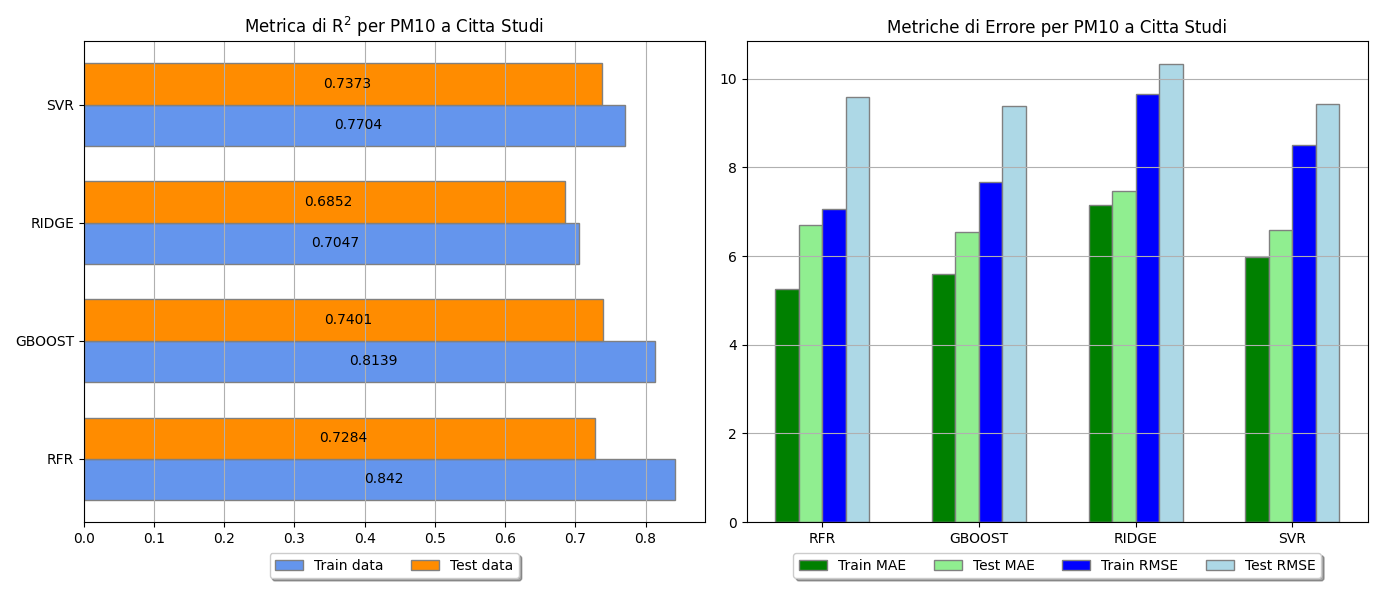 Metrica di R² per PM10 a Citta Studi
SVR
0.7373
0.7704
RIDGE
0.6852
0.7047
GBOOST
0.7401
0.8139
RFR
0.7284
0.842
0.0 0.1 0.2 0.3 0.4 0.5 0.6 0.7 0.8
Train data Test data
Metriche di Errore per PM10 a Citta Studi
10
8
6
4
2
0
RFR GBOOST RIDGE SVR
Train MAE Test MAE Train RMSE Test RMSE